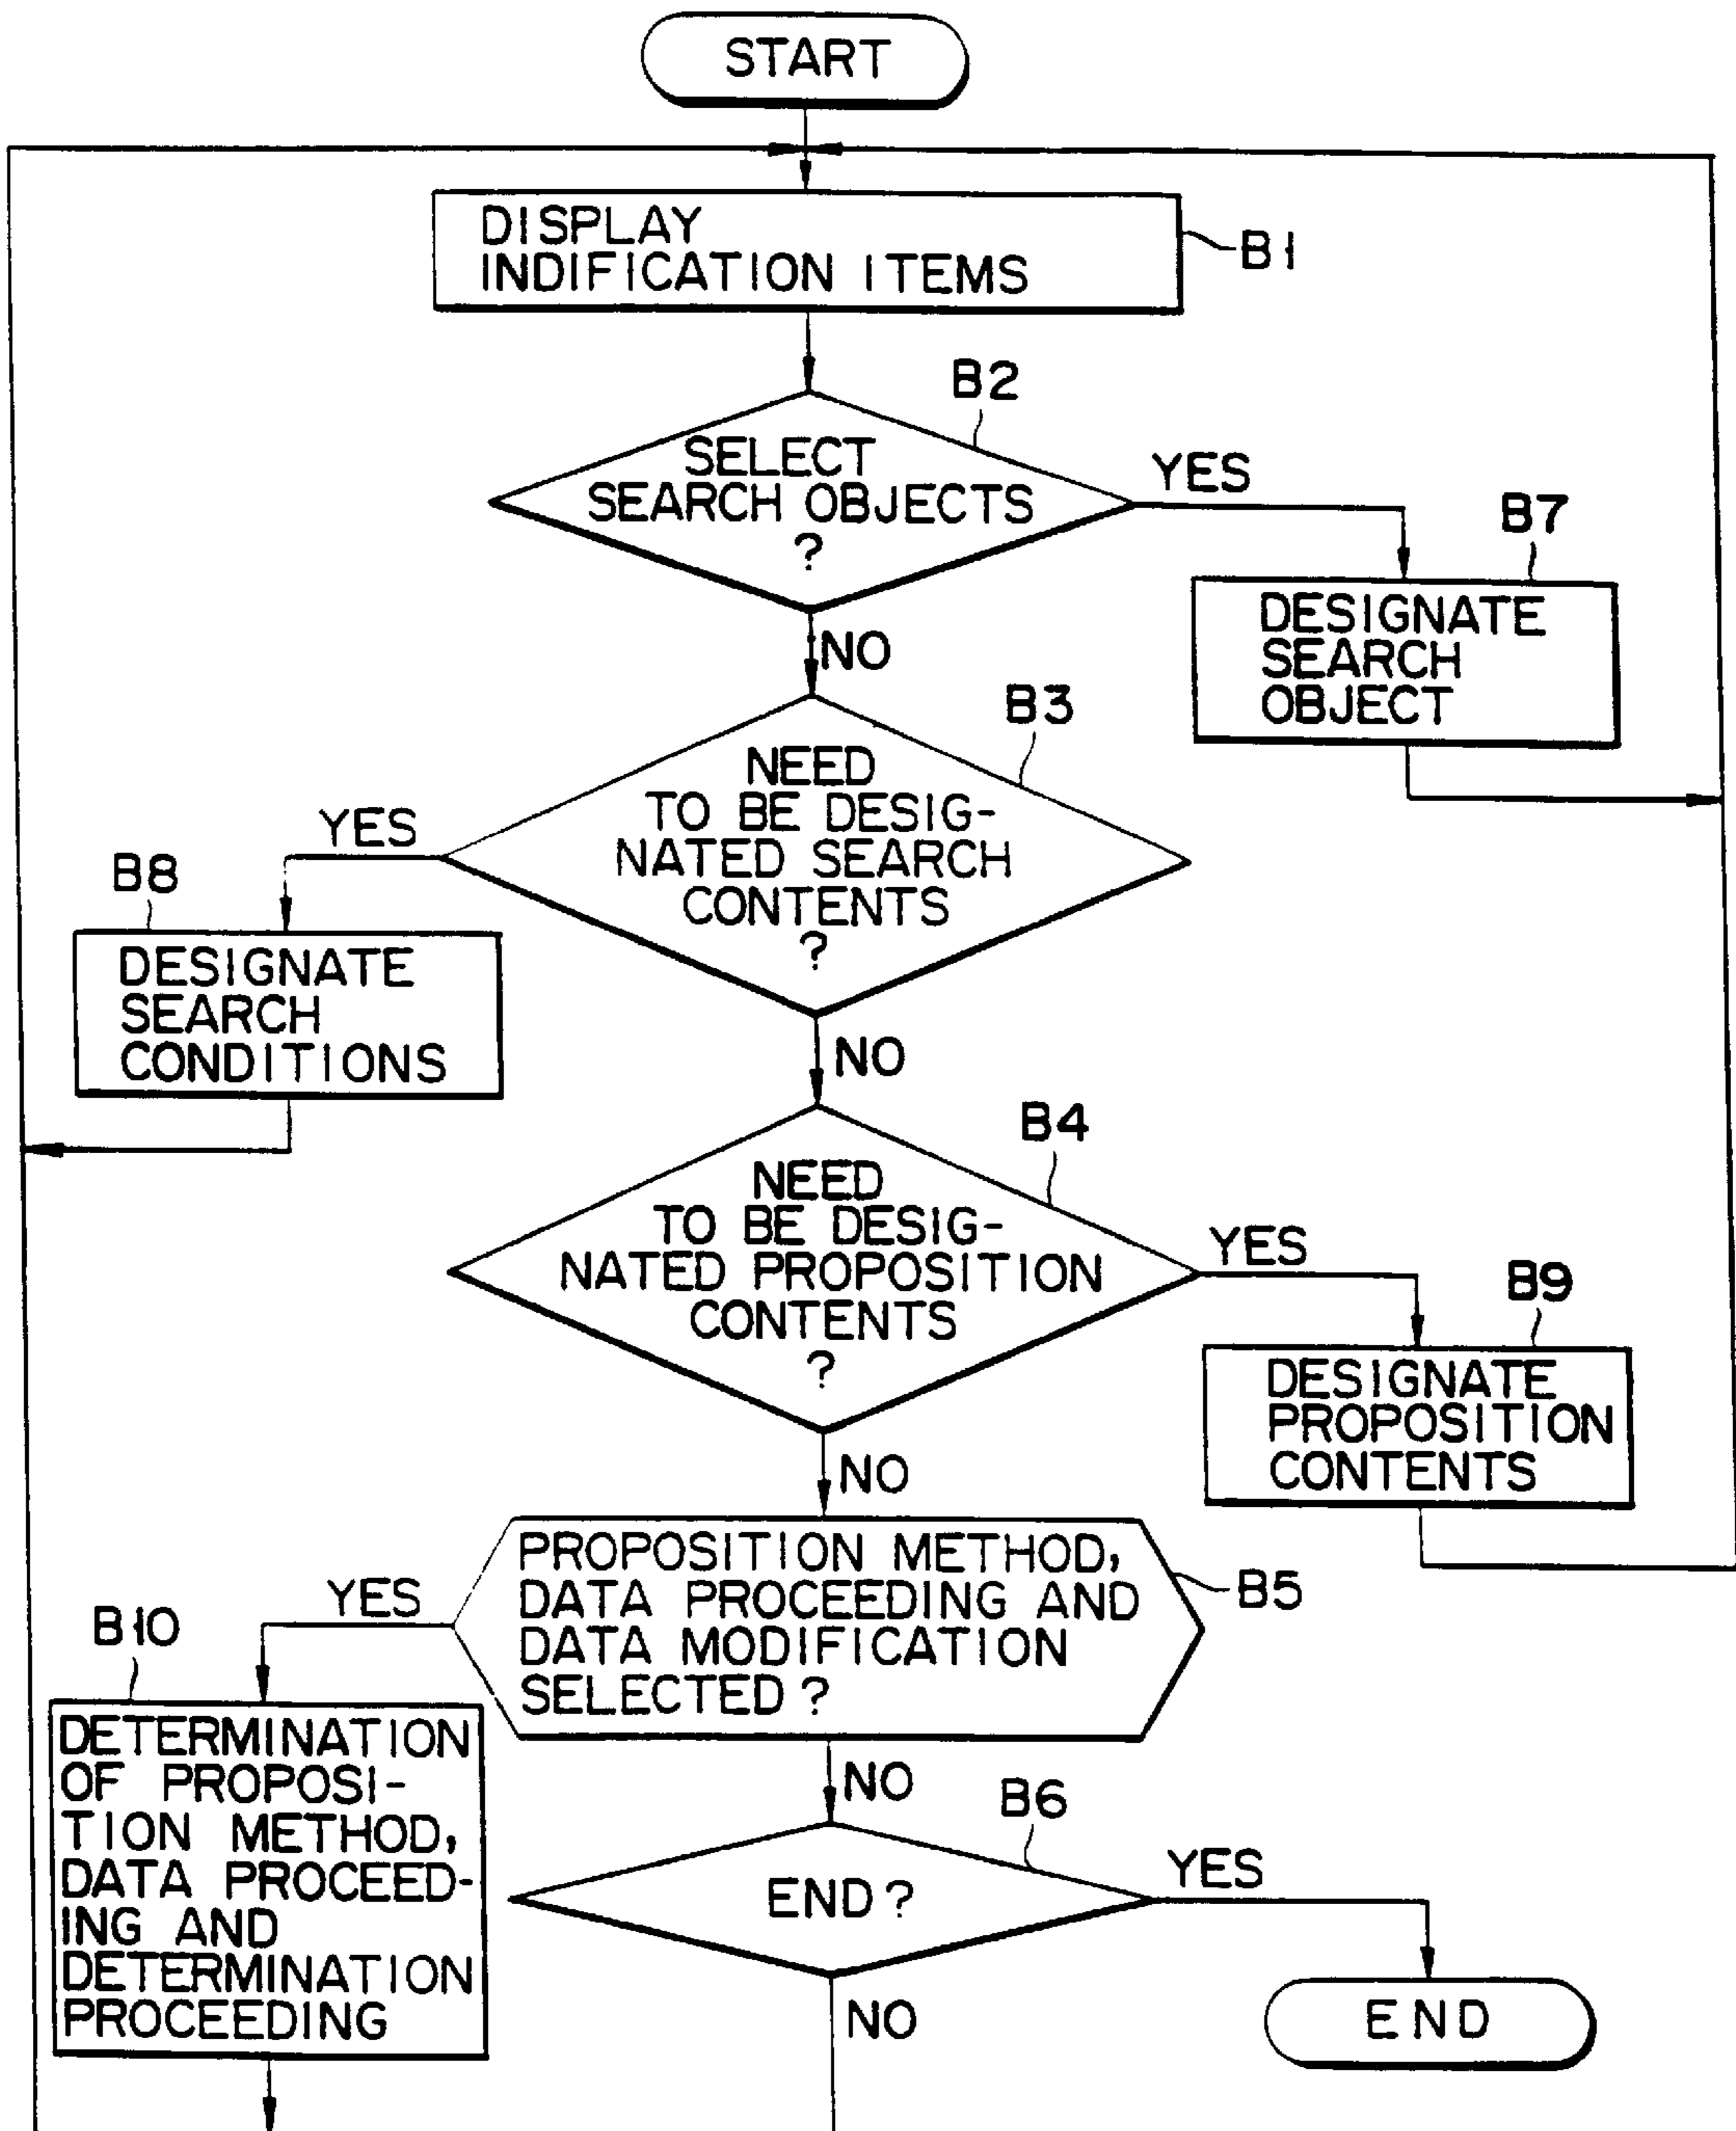 START
DISPLAY
INDIFICATION ITEMS
B1
B2
SELECT
SEARCH OBJECTS
?
YES
B7
DESIGNATE
SEARCH
OBJECT
NO
B3
NEED
TO BE DESIG-
NATED SEARCH
CONTENTS
?
YES
B8
DESIGNATE
SEARCH
CONDITIONS
NO
B4
NEED
TO BE DESIG-
NATED PROPOSITION
CONTENTS
?
YES
B9
DESIGNATE
PROPOSITION
CONTENTS
NO
PROPOSITION METHOD,
DATA PROCEEDING AND
DATA MODIFICATION
SELECTED ?
B5
YES
B10
DETERMINATION
OF PROPOSI-
TION METHOD,
DATA PROCEED-
ING AND
DETERMINATION
PROCEEDING
NO
B6
END ?
YES
END
NO